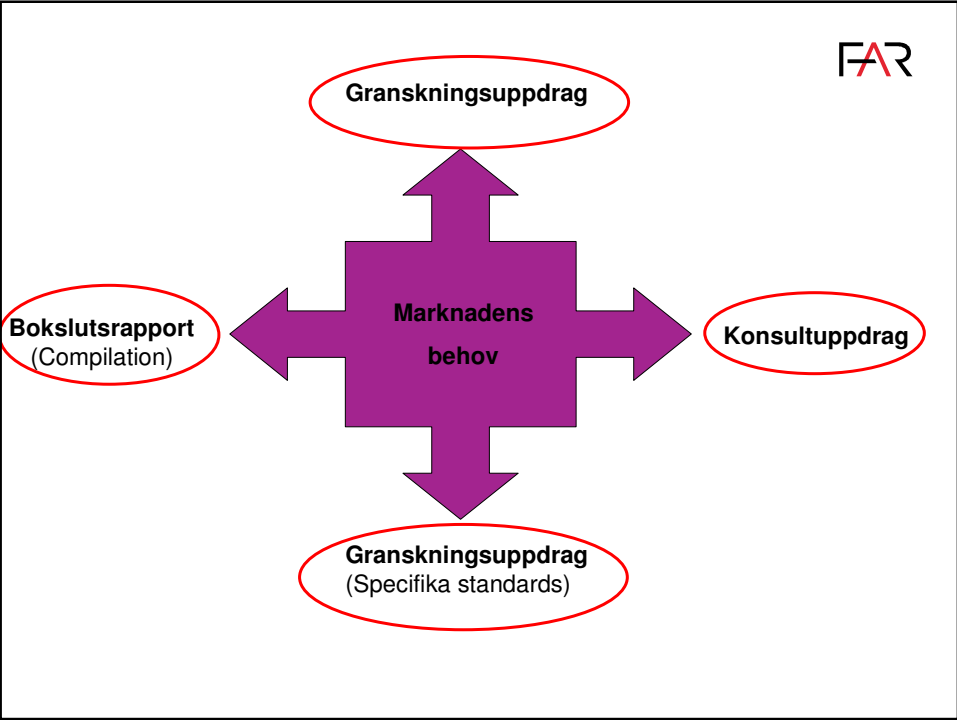 FAR
Granskningsuppdrag
Marknadens
behov
Bokslutsrapport
(Compilation)
Konsultuppdrag
Granskningsuppdrag
(Specifika standards)